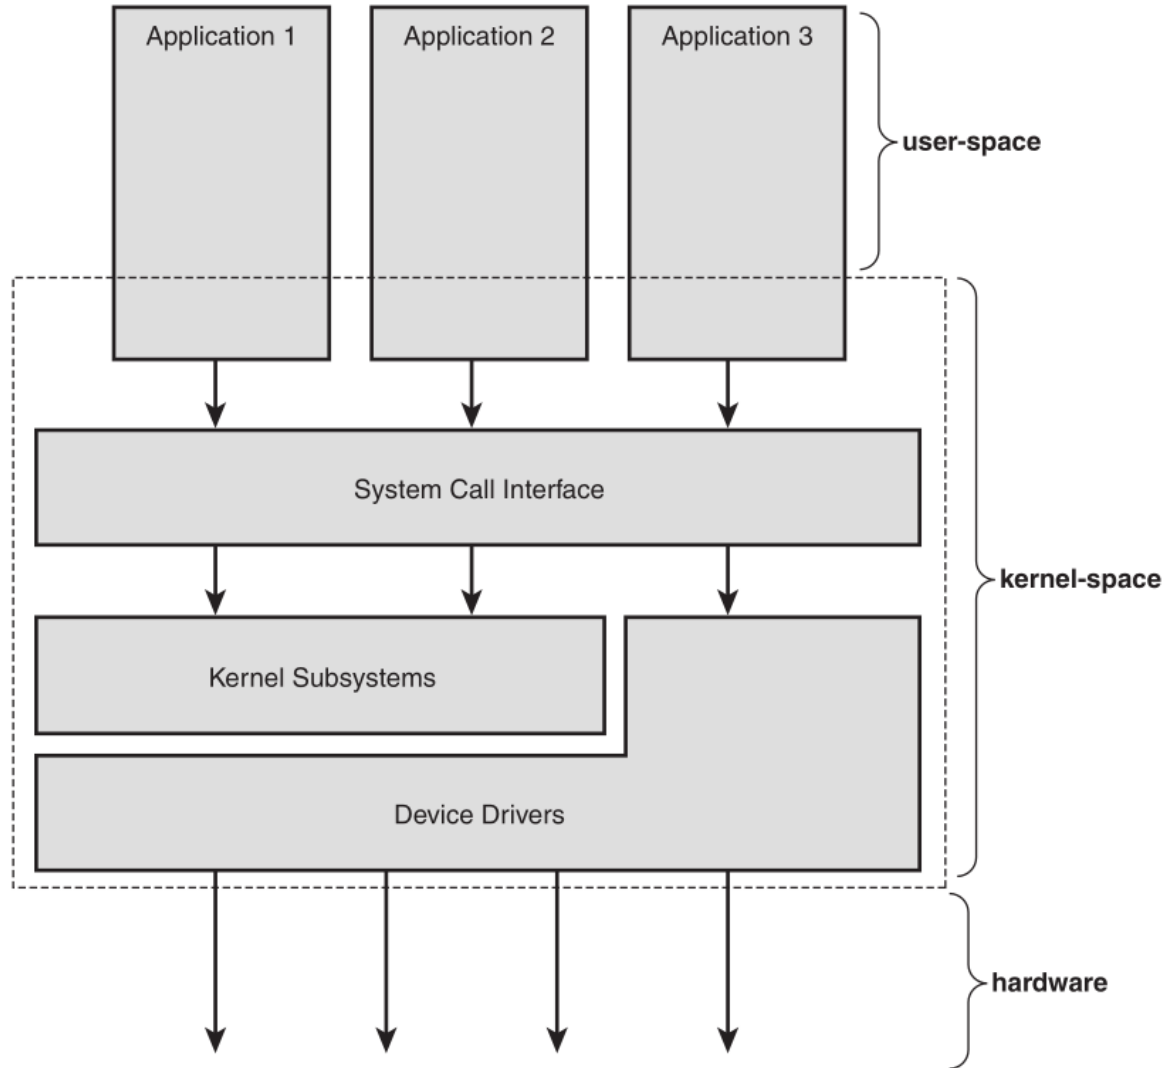 Application 1
Application 2
Application 3
user-space
System Call Interface
kernel-space
Kernel Subsystems
Device Drivers
hardware